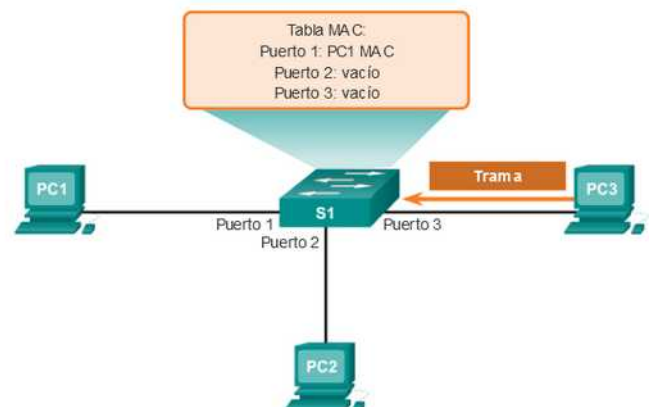 Tabla MAC:
Puerto 1: PC1 MAC
Puerto 2: vacío
Puerto 3: vacío
PC1
Trama
PC3
S1
Puerto 1
Puerto 3
Puerto 2
PC2